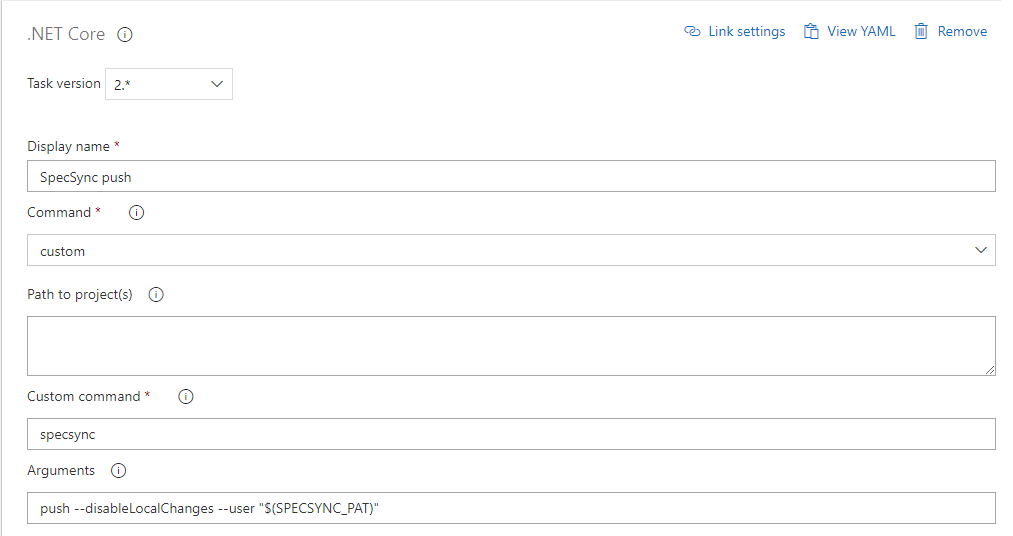 .NET Core
Link settings View YAML Remove
Task version 2.*
Display name *
SpecSync push
Command *
custom
Path to project(s)
Custom command *
specsync
Arguments
push --disableLocalChanges --user "$(SPECSYNC_PAT)"